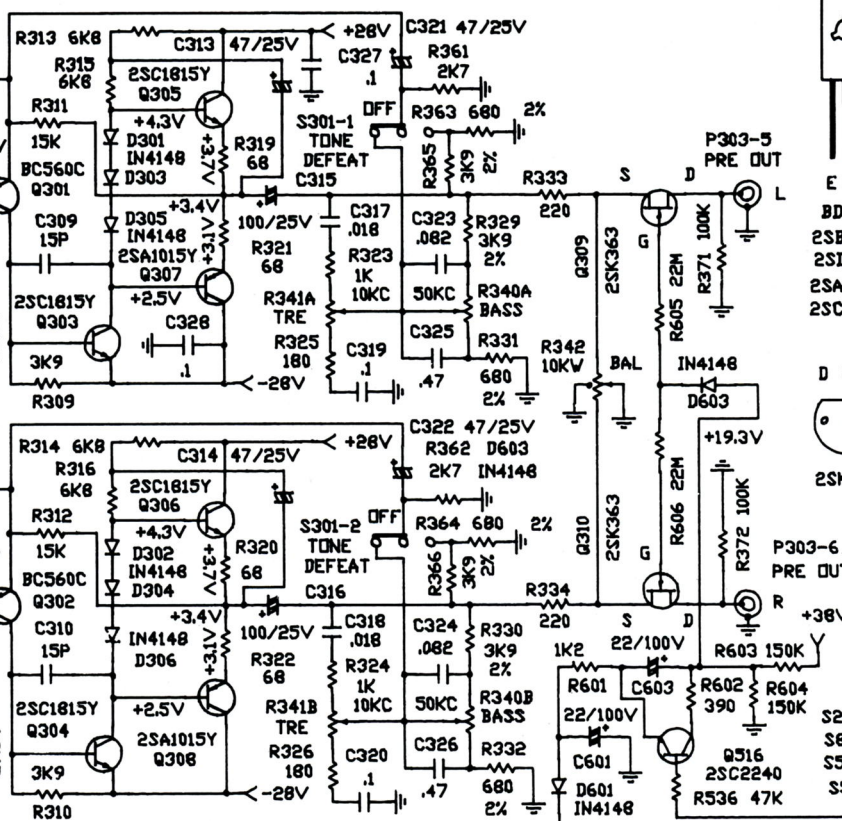 R313 6K8
C313 47/25V
+28V
C321 47/25V
R315
6K8
2SC1815Y
Q305
C327
.1
R361
2K7
R311
15K
+4.3V
D301
IN4148
D303
+3.7V
R319
68
S301-1
TONE
DEFEAT
OFF
R363 680
2%
R365
3K9
2%
P303-5
PRE OUT
BC560C
Q301
C315
R333
220
S
D
L
E
C309
15P
D305
IN4148
+3.4V
+3.1V
100/25V
C317
.018
C323
.082
R329
3K9
2%
Q309
2SK363
G
22M
R605
R371 100K
2SA1015Y
Q307
R321
68
R323
1K
10KC
50KC
R340A
BASS
2SC1815Y
Q303
+2.5V
R341A
TRE
C328
.1
R325
180
C319
.1
C325
.47
R331
680
2%
R342
10KW
BAL
IN4148
D603
D
3K9
R309
-28V
+19.3V
R314 6K8
C314 47/25V
+28V
C322 47/25V
R316
6K8
2SC1815Y
Q306
R362
2K7
D603
IN4148
R312
15K
+4.3V
D302
IN4148
D304
+3.7V
R320
68
S301-2
TONE
DEFEAT
OFF
R364 680
2%
R366
3K9
2%
Q310
2SK363
G
R606 22M
R372 100K
P303-6
PRE OUT
BC560C
Q302
C316
R334
220
S
D
R
C310
15P
IN4148
D306
+3.4V
+3.1V
100/25V
C318
.018
C324
.082
R330
3K9
2%
+38V
22/100V
C603
R603 150K
1K2
R601
R602
390
R604
150K
R322
68
R324
1K
10KC
50KC
R340B
BASS
2SC1815Y
Q304
+2.5V
R341B
TRE
22/100V
C601
2SA1015Y
Q308
R326
180
C320
.1
C326
.47
R332
680
2%
Q516
2SC2240
D601
IN4148
R536 47K
3K9
R310
-28V